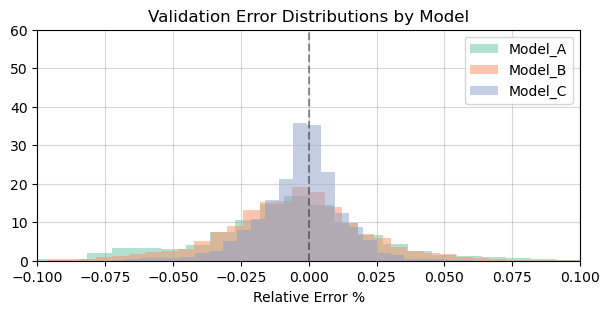 Validation Error Distributions by Model
60
50
40
30
20
10
0
Model_A
Model_B
Model_C
−0.100 −0.075 −0.050 −0.025 0.000 0.025 0.050 0.075 0.100
Relative Error %